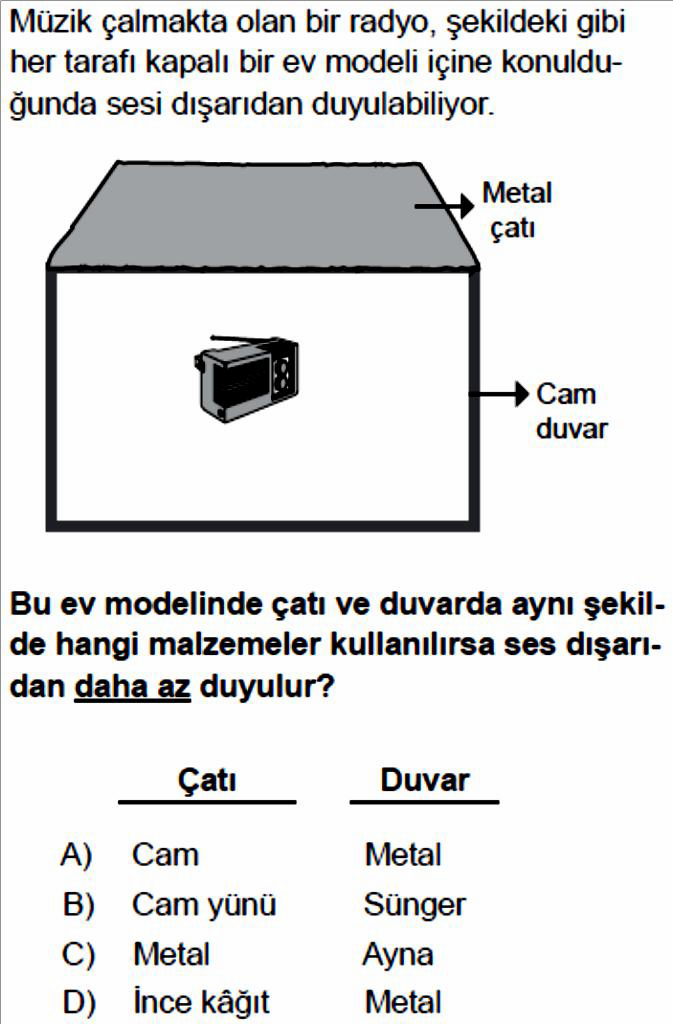 Müzik çalmakta olan bir radyo, şekildeki gibi
her tarafı kapalı bir ev modeli içine konuldu-
ğunda sesi dışarıdan duyulabiliyor.
Metal
çatı
Cam
duvar
Bu ev modelinde çatı ve duvarda aynı şekil-
de hangi malzemeler kullanılırsa ses dışarı-
dan daha az duyulur?
Çatı Duvar
A) Cam Metal
B) Cam yünü Sünger
C) Metal Ayna
D) İnce kâğıt Metal